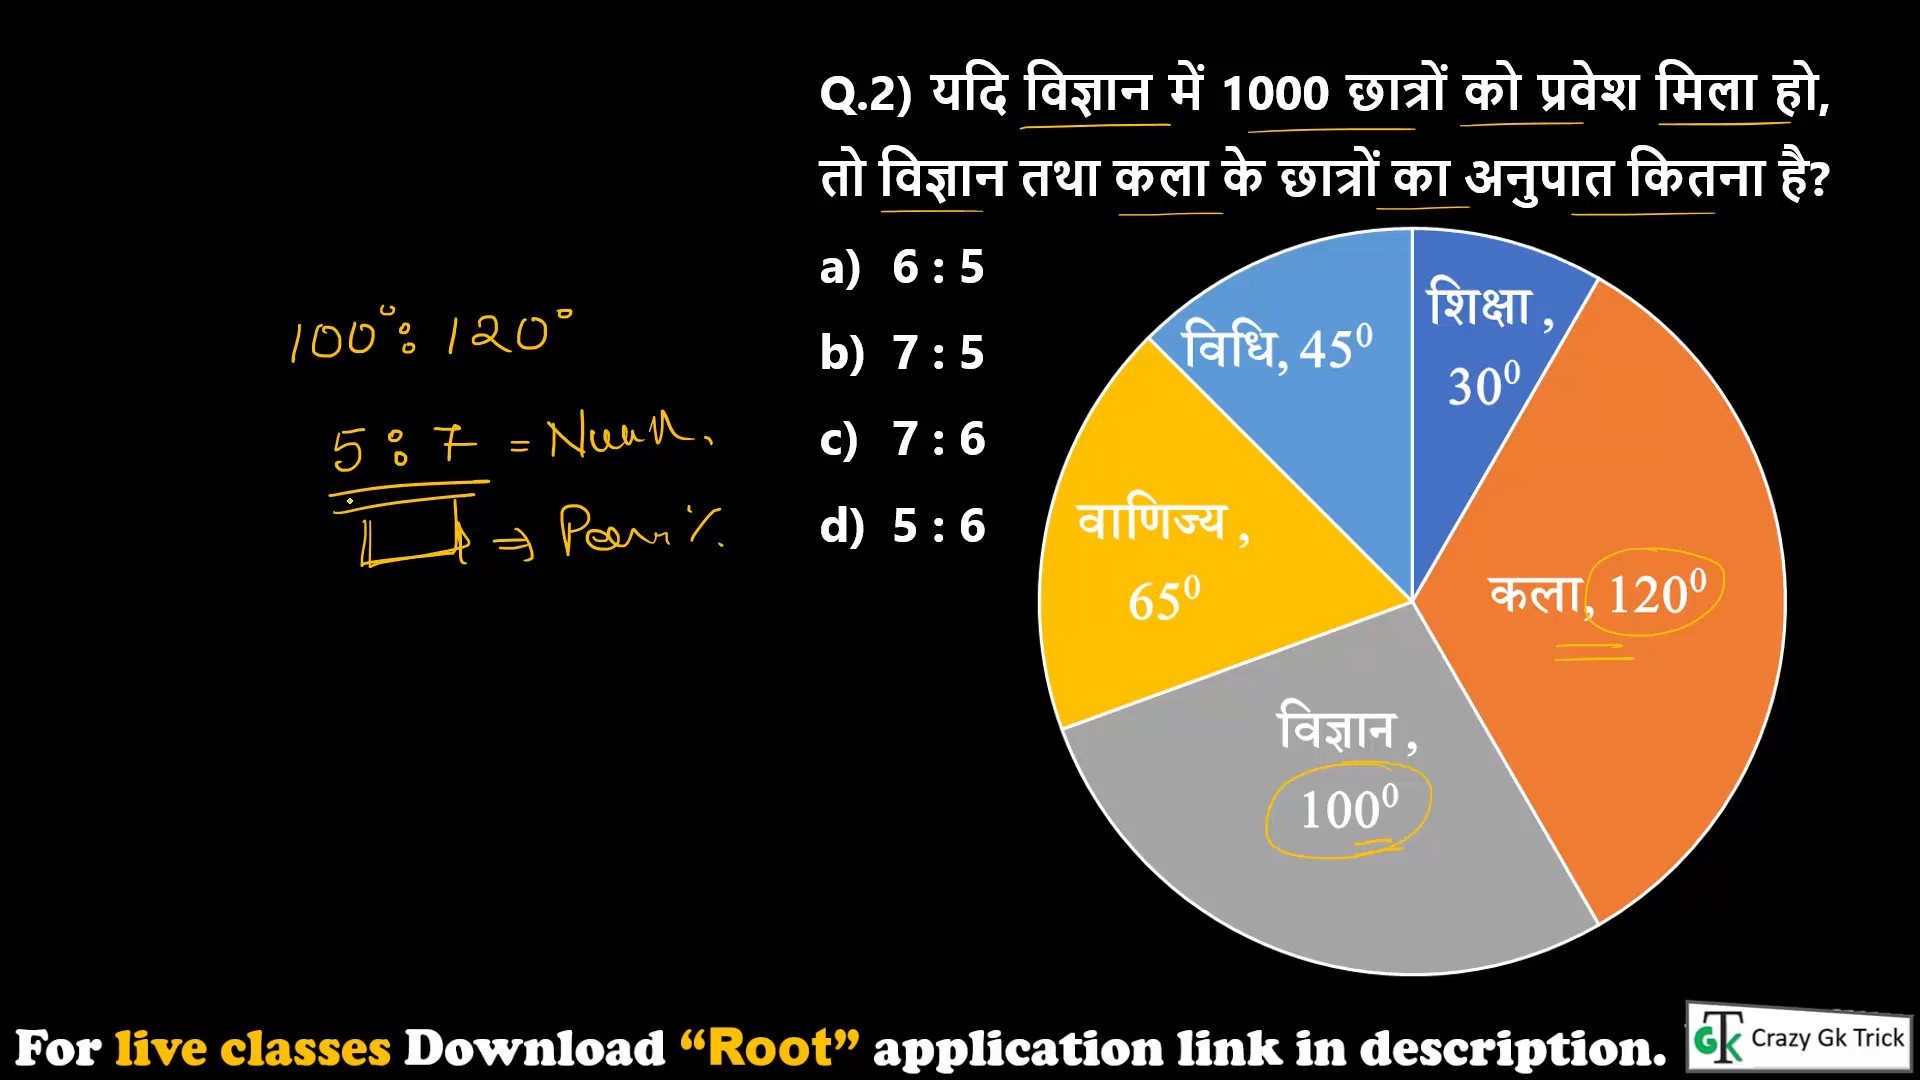 Q.2) यदि विज्ञान में 1000 छात्रों को प्रवेश मिला हो,
तो विज्ञान तथा कला के छात्रों का अनुपात कितना है?
a) 6 : 5
b) 7 : 5
c) 7 : 6
d) 5 : 6
100° : 120°
5 : 7 =
⇒ %
विधि, 45⁰
शिक्षा,
30⁰
वाणिज्य,
65⁰
कला, 120⁰
विज्ञान,
100⁰
For live classes Download “Root” application link in description.
GTK Crazy Gk Trick